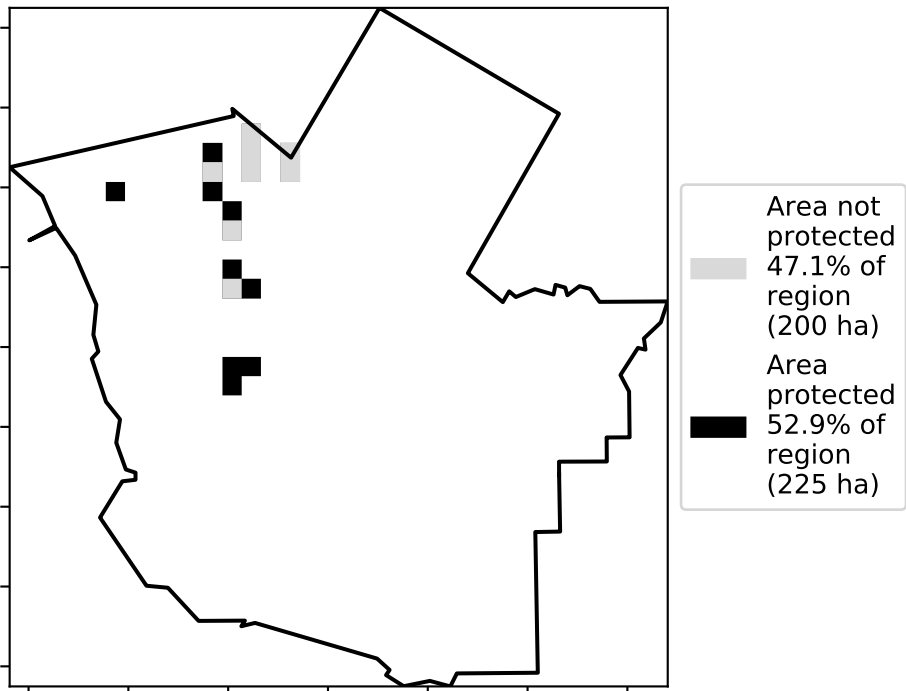 Area not
protected
47.1% of
region
(200 ha)
Area
protected
52.9% of
region
(225 ha)